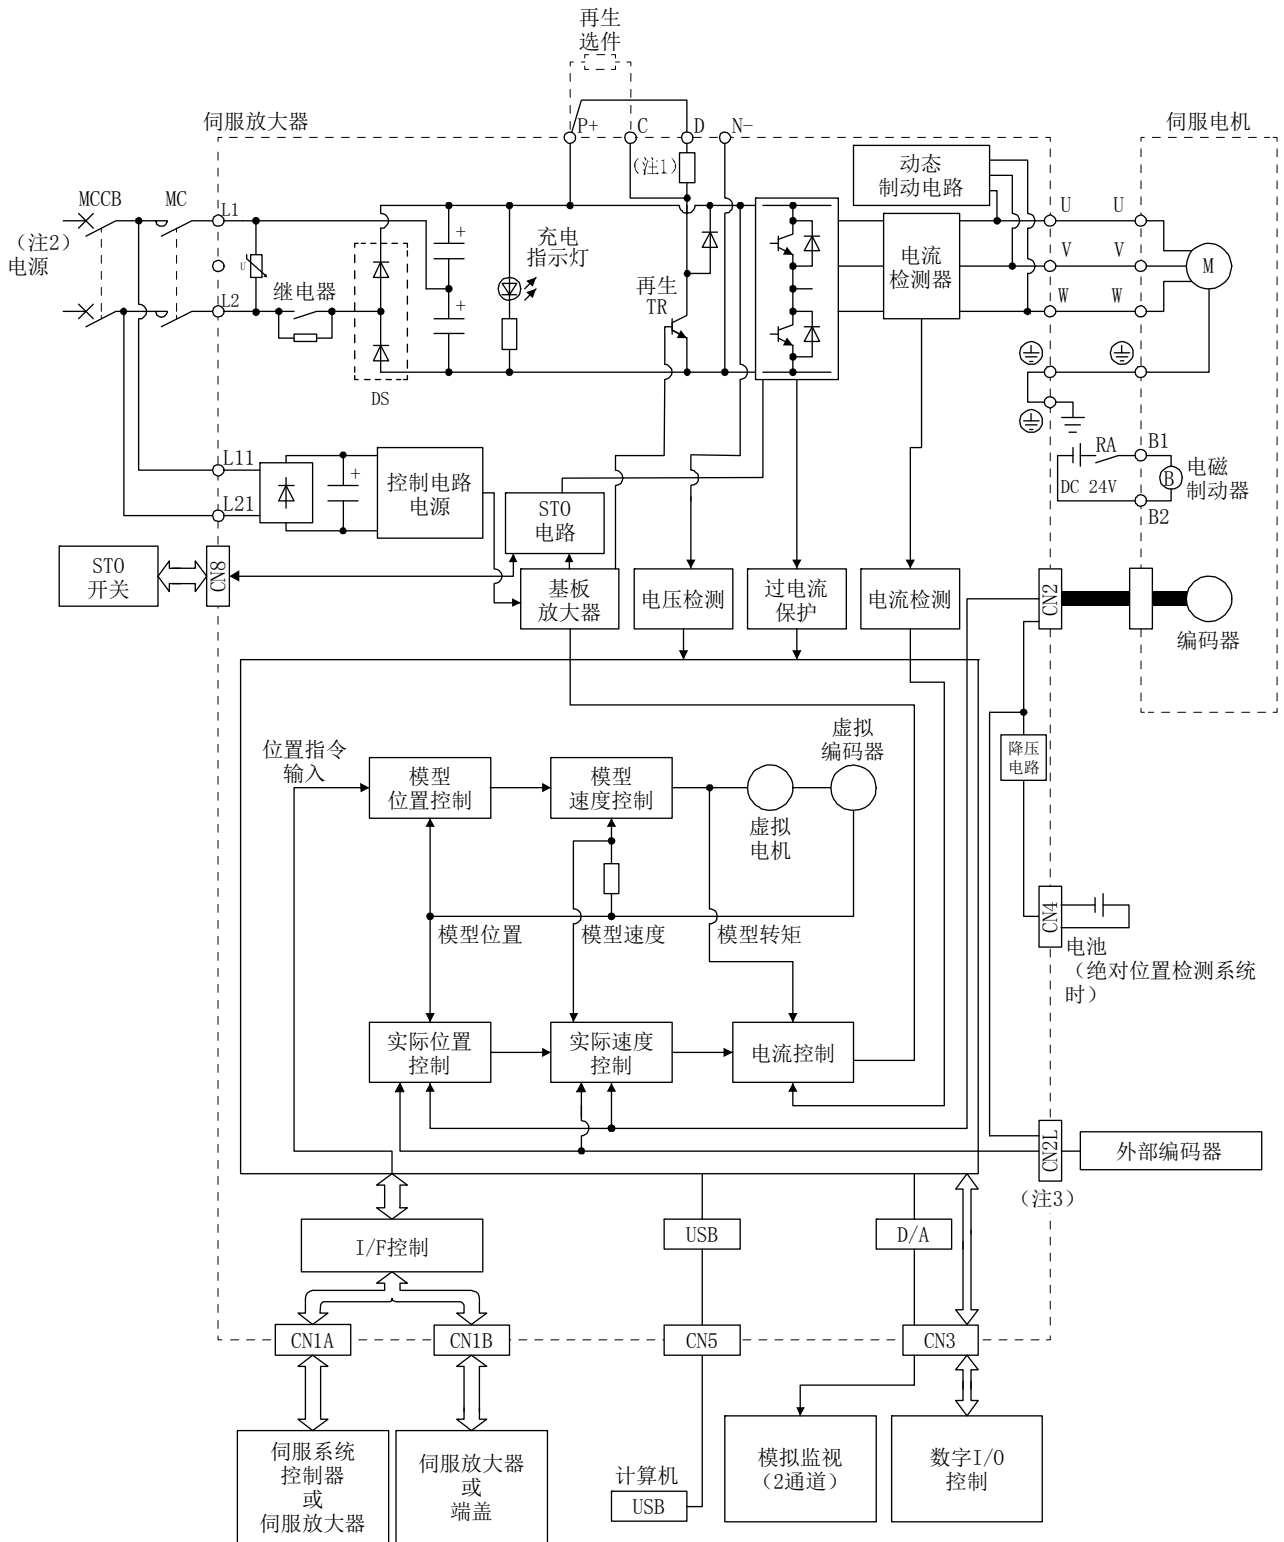 再生
选件
伺服放大器
P+
C
D
N-
伺服电机
(注1)
动态
制动电路
MCCB
MC
L1
U
U
（注2）
电源
U
充电
指示灯
电流
检测器
V
V
M
继电器
L2
再生
TR
W
W
DS
L11
控制电路
电源
STO
电路
RA
B1
DC 24V
B
电磁
制动器
B2
L21
STO
开关
CN8
基板
放大器
电压检测
过电流
保护
电流检测
CN2
编码器
位置指令
输入
模型
位置控制
模型
速度控制
虚拟
编码器
虚拟
电机
降压
电路
模型位置
模型速度
模型转矩
CN4
电池
（绝对位置检测系统
时）
实际位置
控制
实际速度
控制
电流控制
CN2L
外部编码器
（注3）
I/F控制
USB
D/A
CN1A
CN1B
CN5
CN3
伺服系统
控制器
或
伺服放大器
伺服放大器
或
端盖
计算机
USB
模拟监视
（2通道）
数字I/O
控制